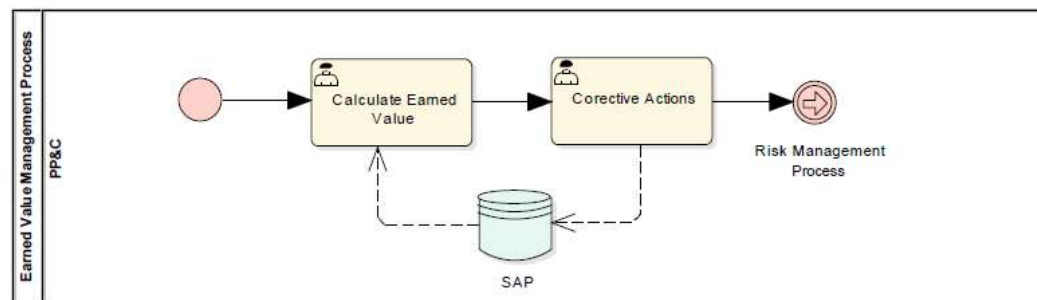 Earned Value Management Process
PP&C
Calculate Earned
Value
Corective Actions
Risk Management
Process
SAP